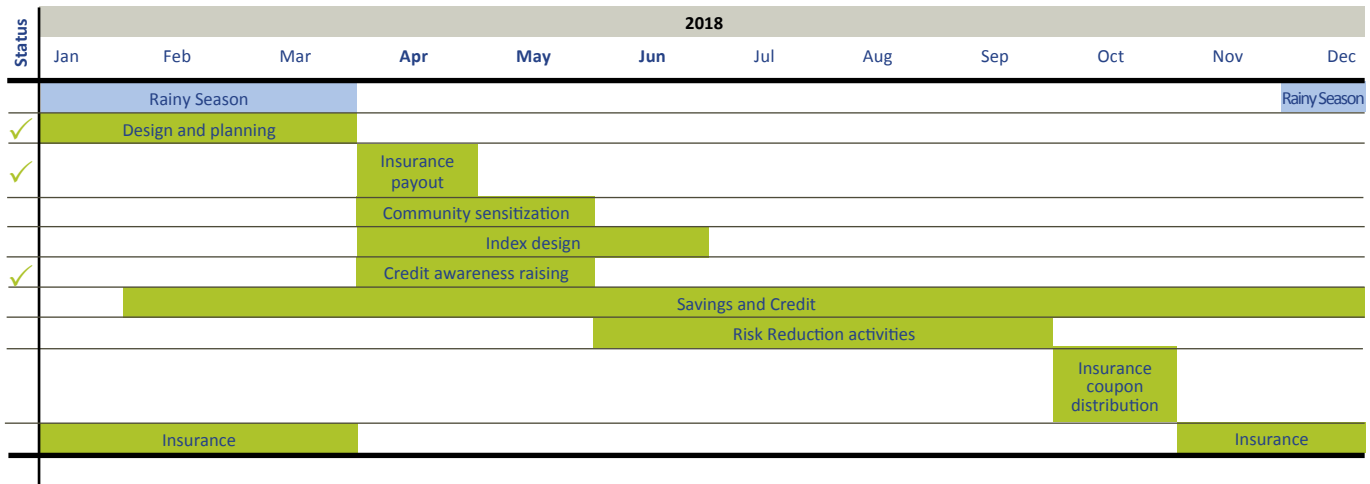 Status
2018
Jan Feb Mar Apr May Jun Jul Aug Sep Oct Nov Dec
Rainy Season Rainy Season
Design and planning
Insurance
payout
Community sensitization
Index design
Credit awareness raising
Savings and Credit
Risk Reduction activities
Insurance
coupon
distribution
Insurance Insurance